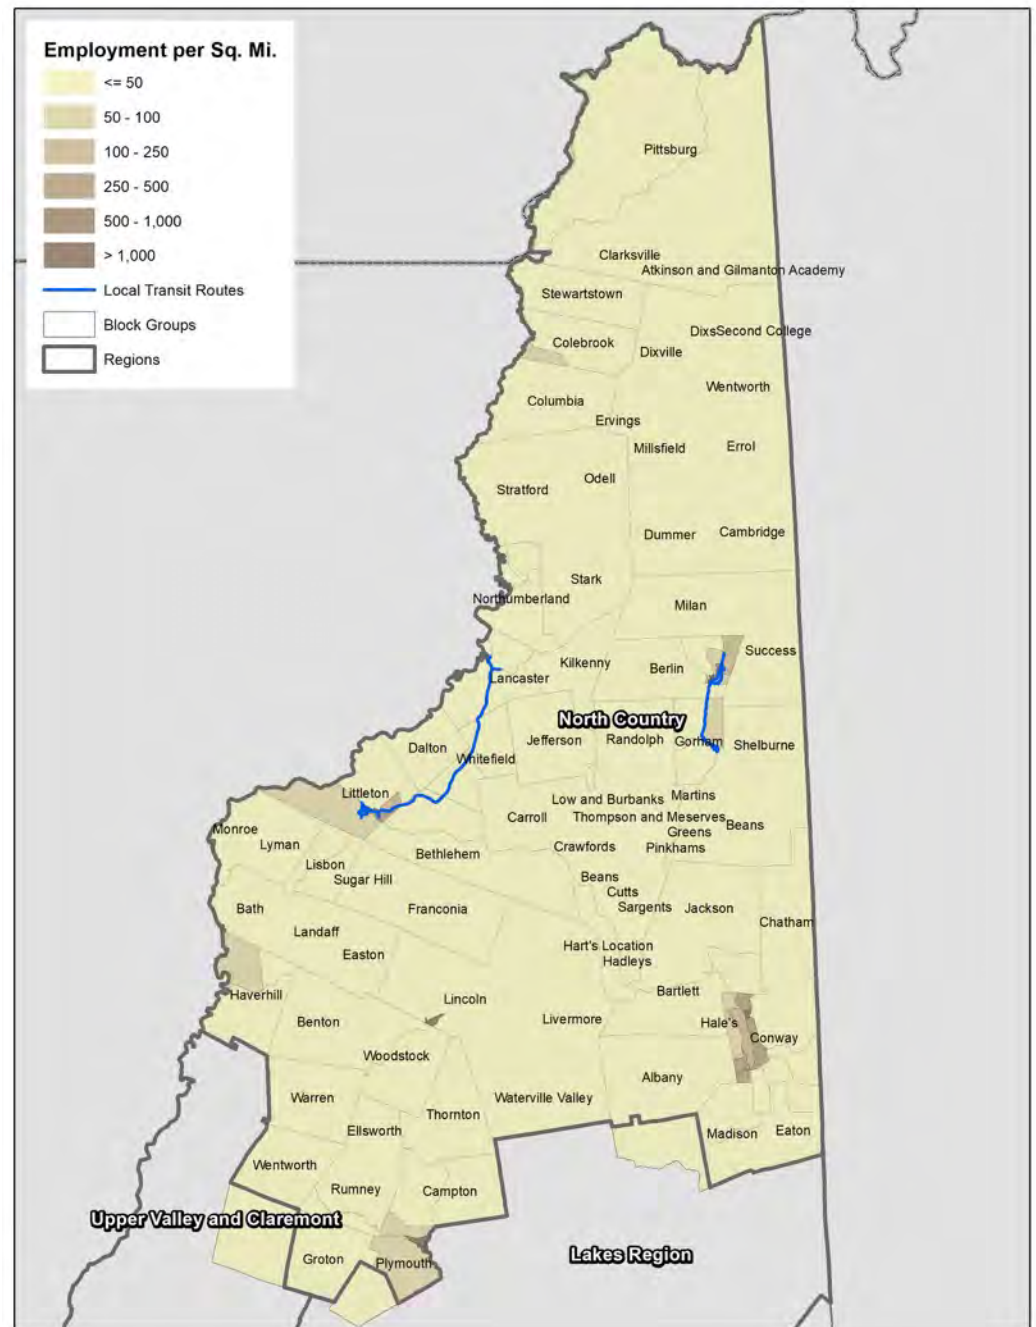 Employment per Sq. Mi.
<= 50
50 - 100
100 - 250
250 - 500
500 - 1,000
> 1,000
Local Transit Routes
Block Groups
Regions
Pittsburg
Clarksville
Atkinson and Gilmanton Academy
Stewartstown
DixsSecond College
Colebrook
Dixville
Wentworth
Columbia
Ervings
Millsfield
Errol
Odell
Stratford
Dummer
Cambridge
Stark
Northumberland
Milan
Success
Kilkenny
Berlin
Lancaster
North Country
Jefferson
Randolph
Gorham
Shelburne
Dalton
Whitefield
Littleton
Low and Burbanks
Martins
Carroll
Thompson and Meserves
Beans
Monroe
Greens
Lyman
Crawfords
Pinkhams
Bethlehem
Lisbon
Sugar Hill
Beans
Cutts
Bath
Franconia
Sargents
Jackson
Chatham
Landaff
Easton
Hart's Location
Hadleys
Haverhill
Lincoln
Bartlett
Benton
Livermore
Hale's
Conway
Woodstock
Albany
Warren
Waterville Valley
Thornton
Ellsworth
Madison
Eaton
Wentworth
Rumney
Campton
Upper Valley and Claremont
Groton
Plymouth
Lakes Region